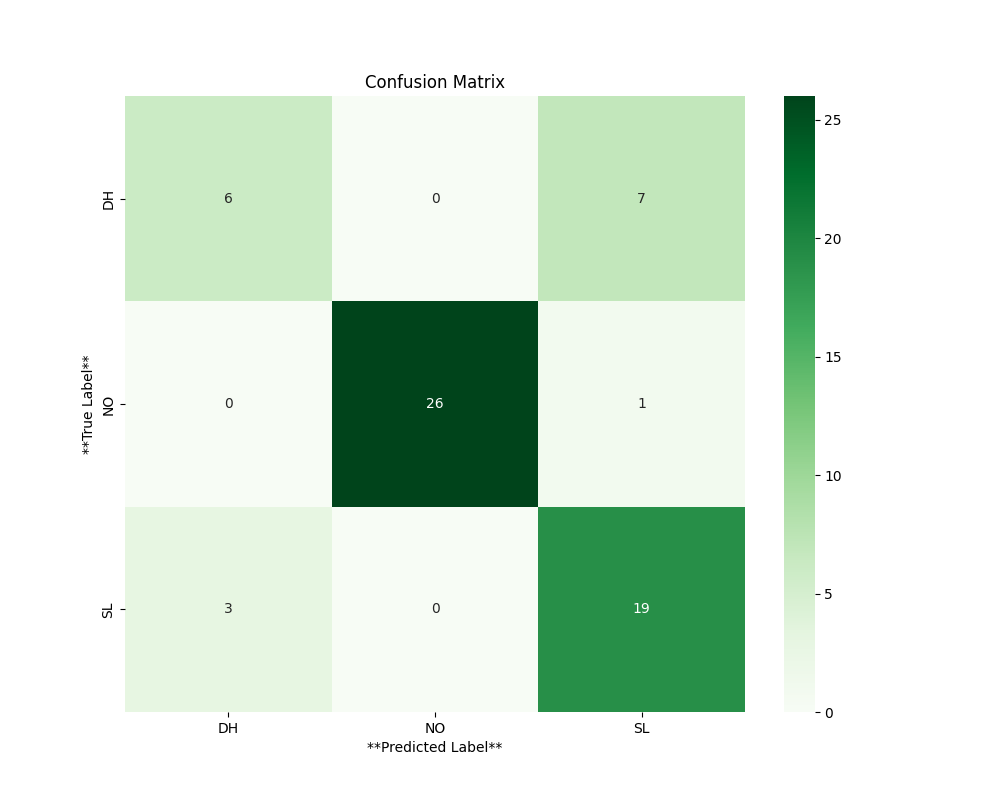 Confusion Matrix
**True Label**
DH
6
0
7
NO
0
26
1
SL
3
0
19
DH
NO
SL
**Predicted Label**
25
20
15
10
5
0